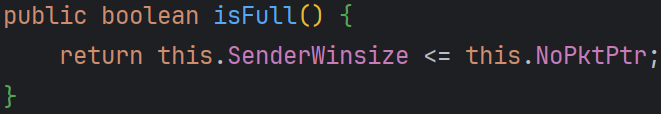 public boolean isFull() {
    return this.SenderWinsize <= this.NoPktPtr;
}